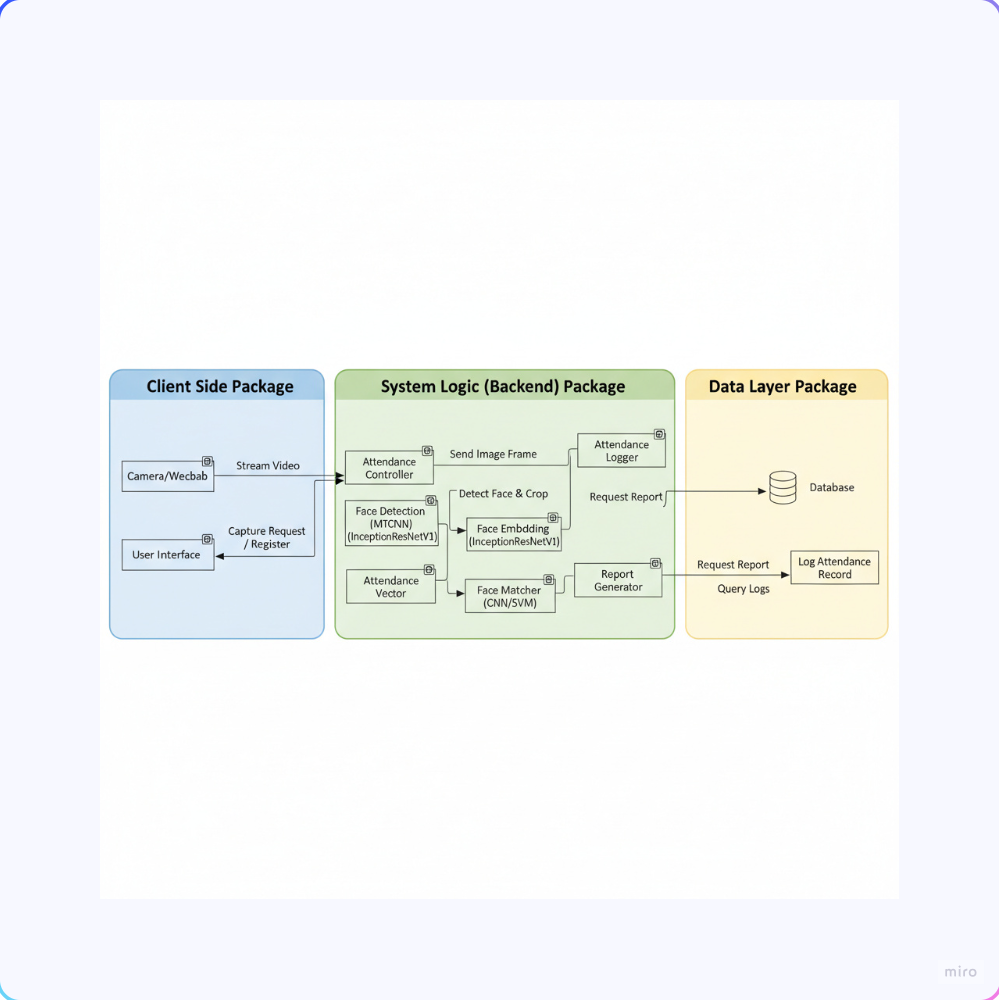 Client Side Package
Camera/Wecbab
Stream Video
Capture Request
/ Register
User Interface
System Logic (Backend) Package
Attendance
Controller
Send Image Frame
Attendance
Logger
Face Detection
(MTCNN)
(InceptionResNetV1)
Detect Face & Crop
Face Embdding
(InceptionResNetV1)
Request Report
Attendance
Vector
Face Matcher
(CNN/SVM)
Report
Generator
Data Layer Package
Database
Request Report
Query Logs
Log Attendance
Record
miro